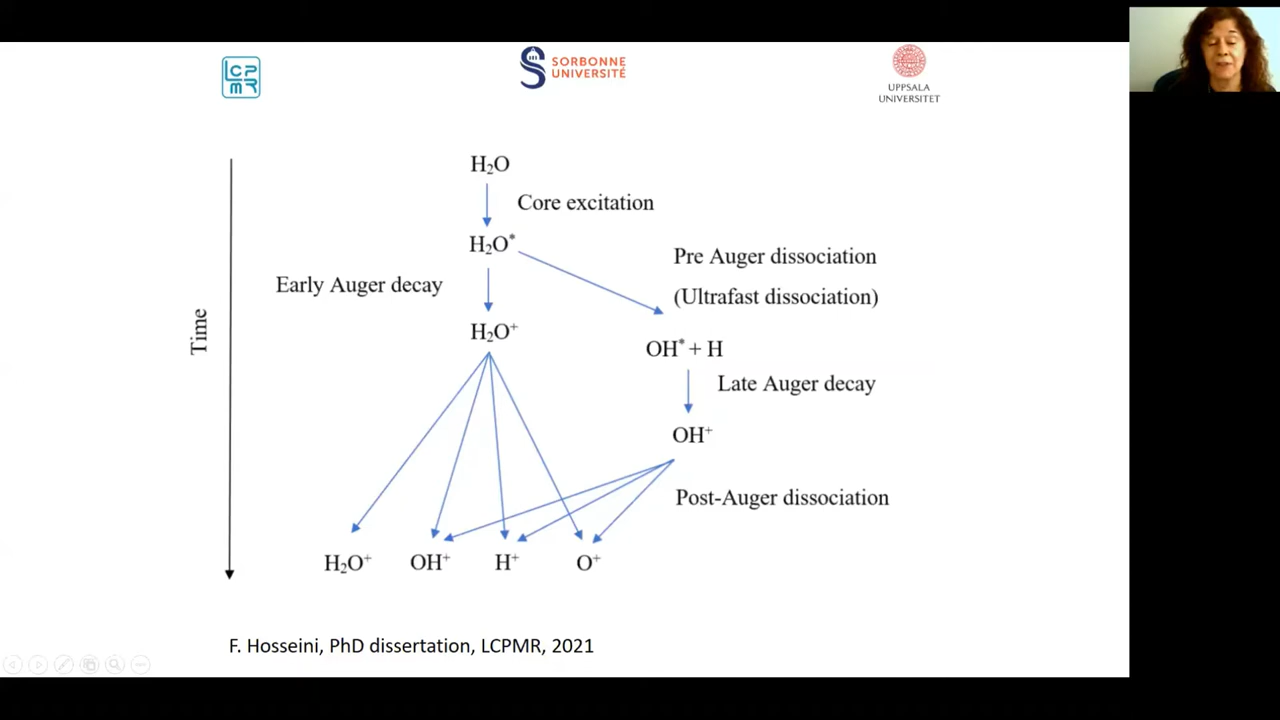 LCPMR
SORBONNE
UNIVERSITÉ
UPPSALA
UNIVERSITET
H₂O
Core excitation
H₂O*
Pre Auger dissociation
Early Auger decay
(Ultrafast dissociation)
H₂O⁺
OH* + H
Time
Late Auger decay
OH⁺
Post-Auger dissociation
H₂O⁺ OH⁺ H⁺ O⁺
F. Hosseini, PhD dissertation, LCPMR, 2021